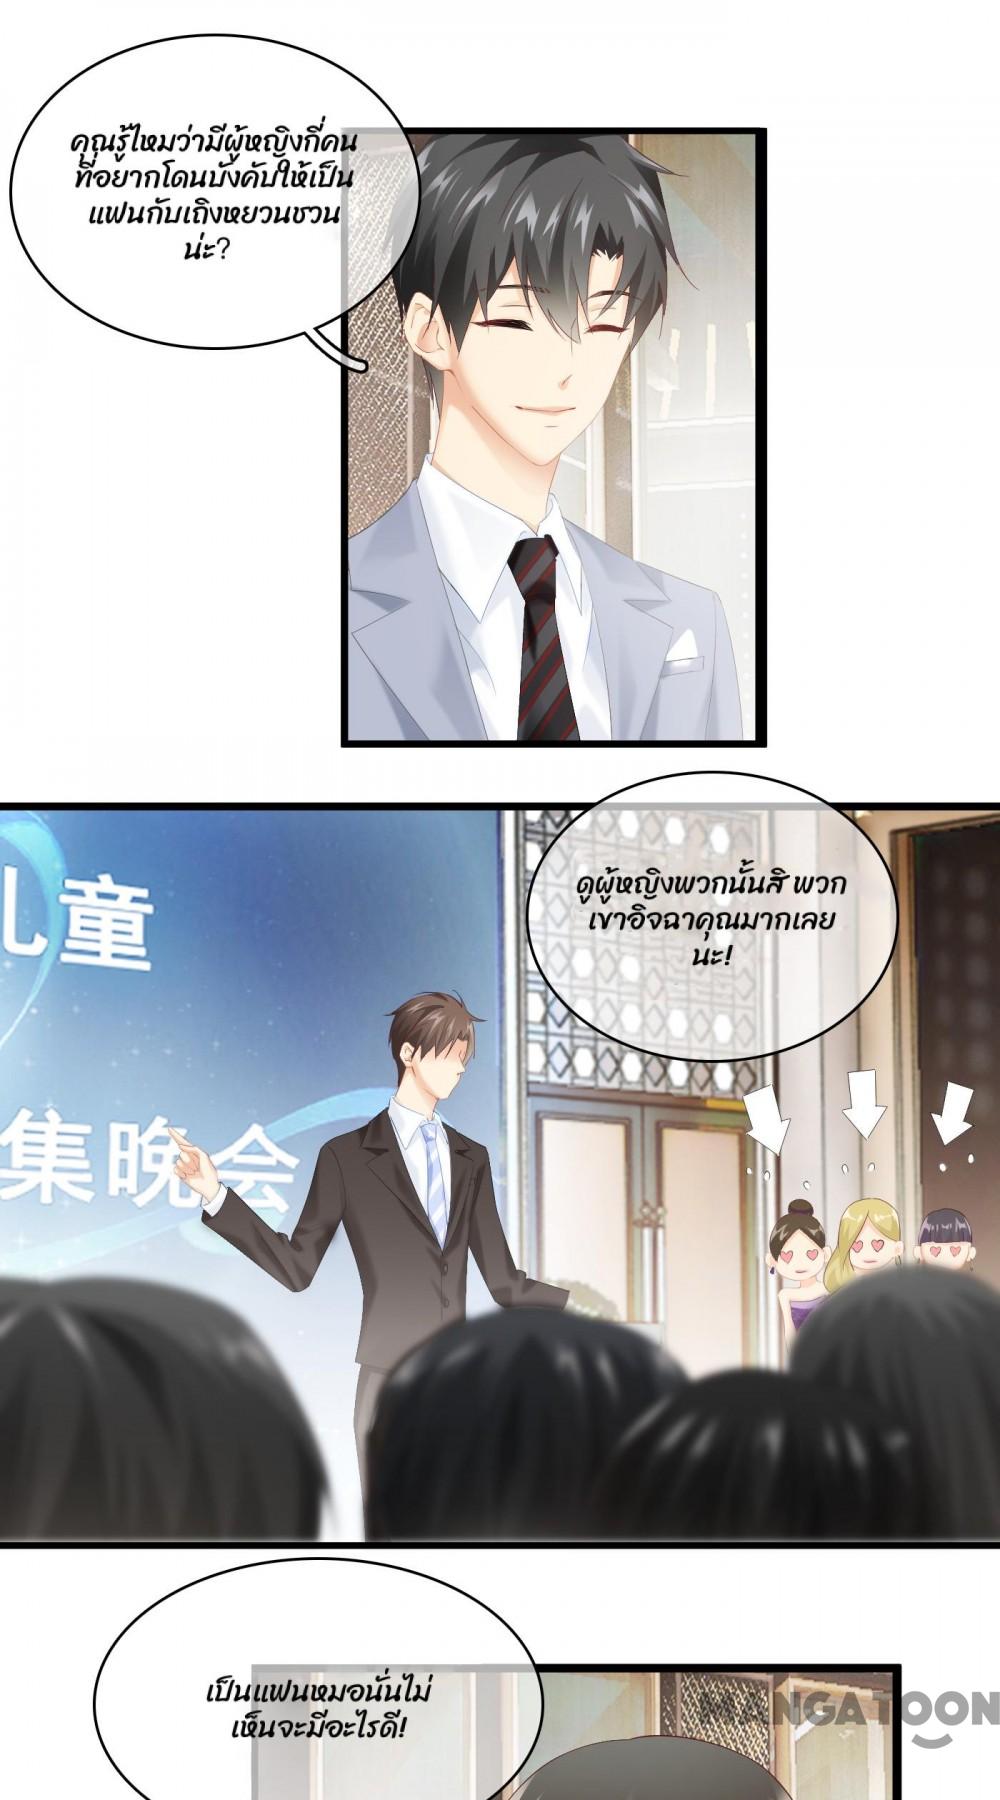 คุณรู้ไหมว่ามีผู้หญิงกี่คน
ที่อยากโดนบังคับให้เป็น
แฟนกับเถิงหยวนชวน
น่ะ?
ดูผู้หญิงพวกนั้นสิ พวก
เขาอิจฉาคุณมากเลย
นะ!
儿童
集晚会
เป็นแฟนหมอนั่นไม่
เห็นจะมีอะไรดี!
MANGATOON